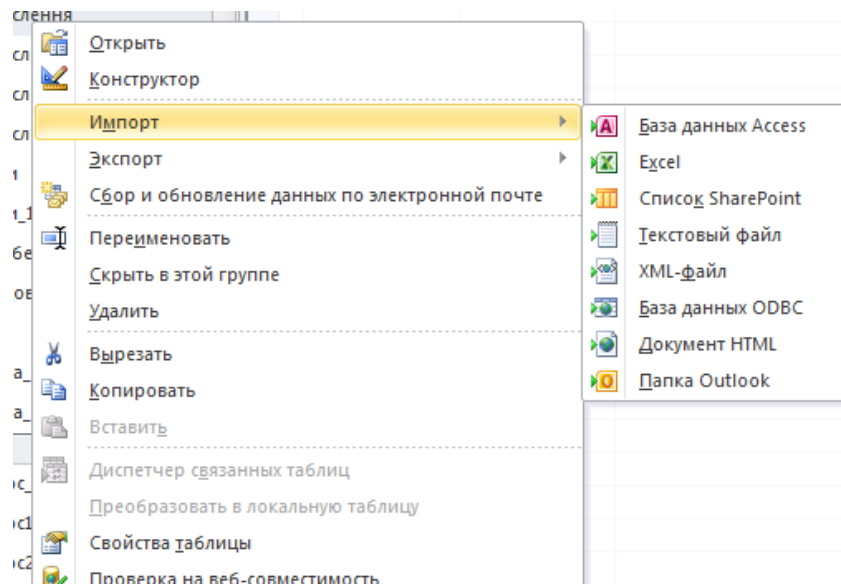 Открыть
Конструктор
Импорт
Экспорт
Сбор и обновление данных по электронной почте
Переименовать
Скрыть в этой группе
Удалить
Вырезать
Копировать
Вставить
Диспетчер связанных таблиц
Преобразовать в локальную таблицу
Свойства таблицы
Проверка на веб-совместимость
База данных Access
Excel
Список SharePoint
Текстовый файл
XML-файл
База данных ODBC
Документ HTML
Папка Outlook